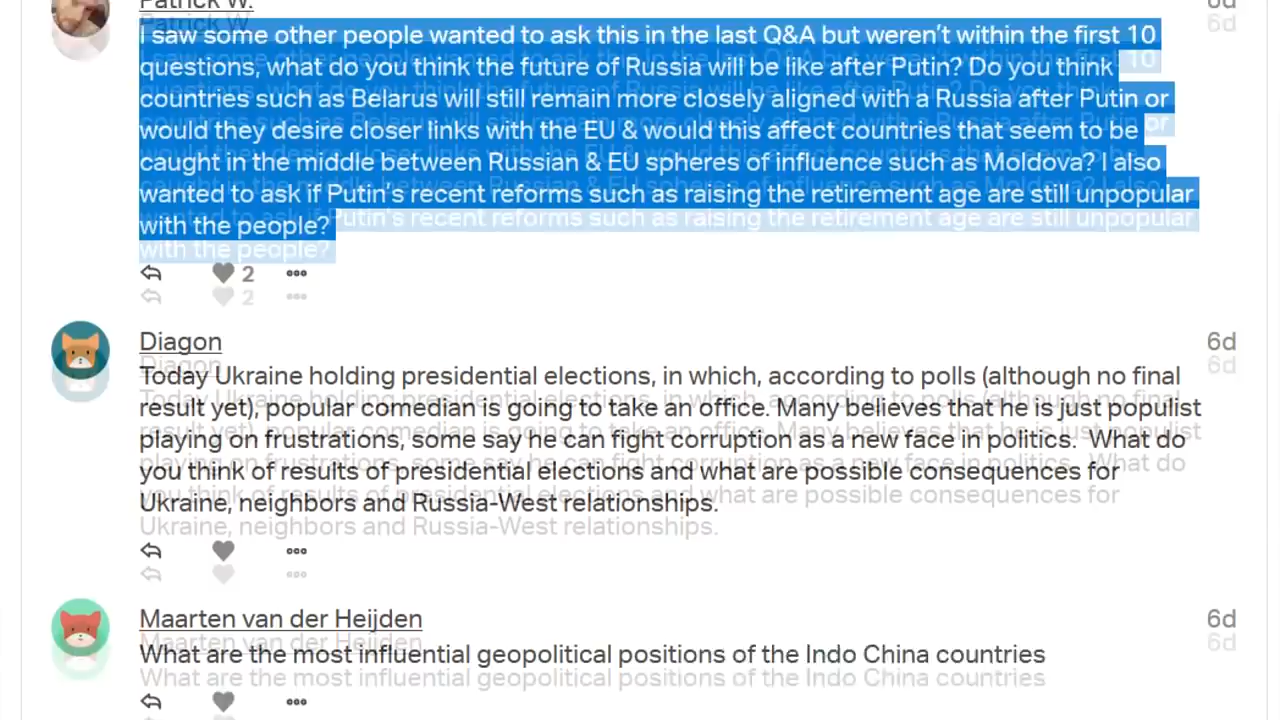 Patrick W.
6d
I saw some other people wanted to ask this in the last Q&A but weren't within the first 10
questions, what do you think the future of Russia will be like after Putin? Do you think
countries such as Belarus will still remain more closely aligned with a Russia after Putin or
would they desire closer links with the EU & would this affect countries that seem to be
caught in the middle between Russian & EU spheres of influence such as Moldova? I also
wanted to ask if Putin's recent reforms such as raising the retirement age are still unpopular
with the people?
2
Diagon
6d
Today Ukraine holding presidential elections, in which, according to polls (although no final
result yet), popular comedian is going to take an office. Many believes that he is just populist
playing on frustrations, some say he can fight corruption as a new face in politics.  What do
you think of results of presidential elections and what are possible consequences for
Ukraine, neighbors and Russia-West relationships.
Maarten van der Heijden
6d
What are the most influential geopolitical positions of the Indo China countries